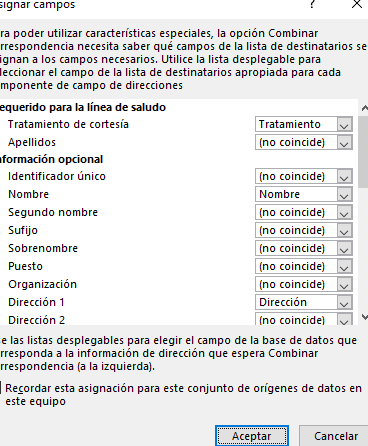 signar campos ? ×
ra poder utilizar características especiales, la opción Combinar
rrespondencia necesita saber qué campos de la lista de destinatarios se
ignan a los campos necesarios. Utilice la lista desplegable para
leccionar el campo de la lista de destinatarios apropiada para cada
mponente de campo de direcciones
equerido para la línea de saludo
Tratamiento de cortesía Tratamiento
Apellidos (no coincide)
nformación opcional
Identificador único (no coincide)
Nombre Nombre
Segundo nombre (no coincide)
Sufijo (no coincide)
Sobrenombre (no coincide)
Puesto (no coincide)
Organización (no coincide)
Dirección 1 Dirección
Dirección 2 (no coincide)
se las listas desplegables para elegir el campo de la base de datos que
rresponda a la información de dirección que espera Combinar
rrespondencia (a la izquierda).
Recordar esta asignación para este conjunto de orígenes de datos en
este equipo
Aceptar Cancelar